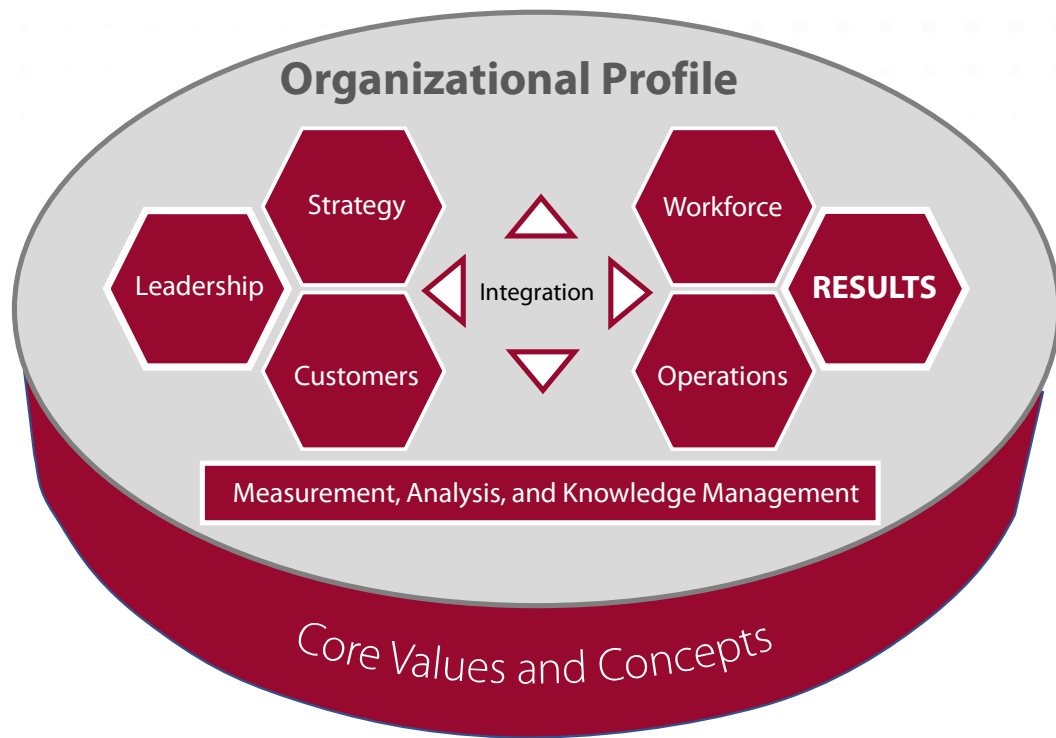 Organizational Profile
Strategy
Workforce
Leadership
Integration
RESULTS
Customers
Operations
Measurement, Analysis, and Knowledge Management
Core Values and Concepts